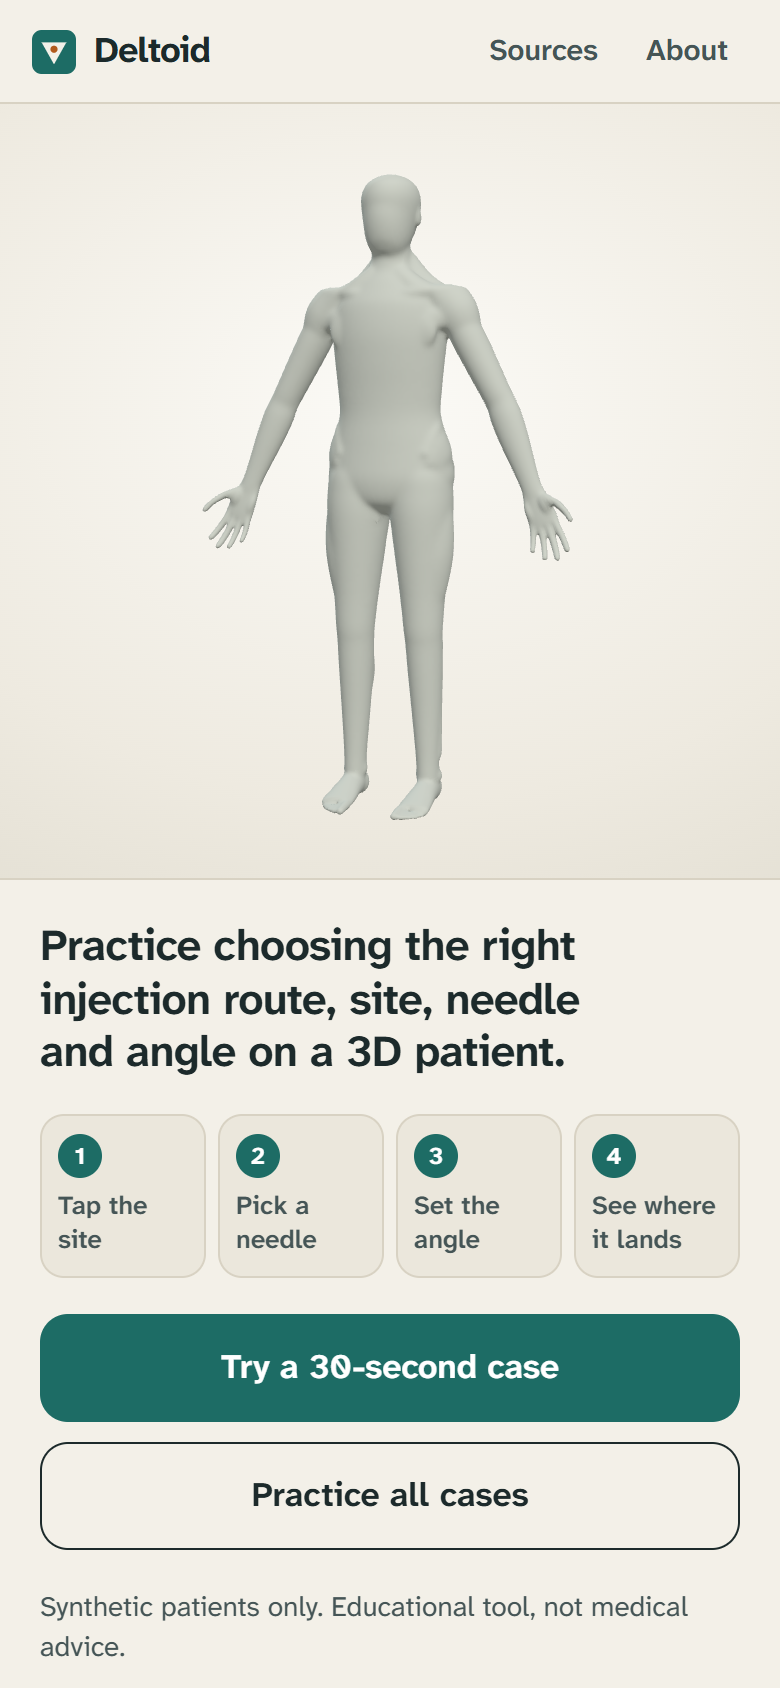 Deltoid
Sources
About
Practice choosing the right
injection route, site, needle
and angle on a 3D patient.
1
Tap the
site
2
Pick a
needle
3
Set the
angle
4
See where
it lands
Try a 30-second case
Practice all cases
Synthetic patients only. Educational tool, not medical
advice.